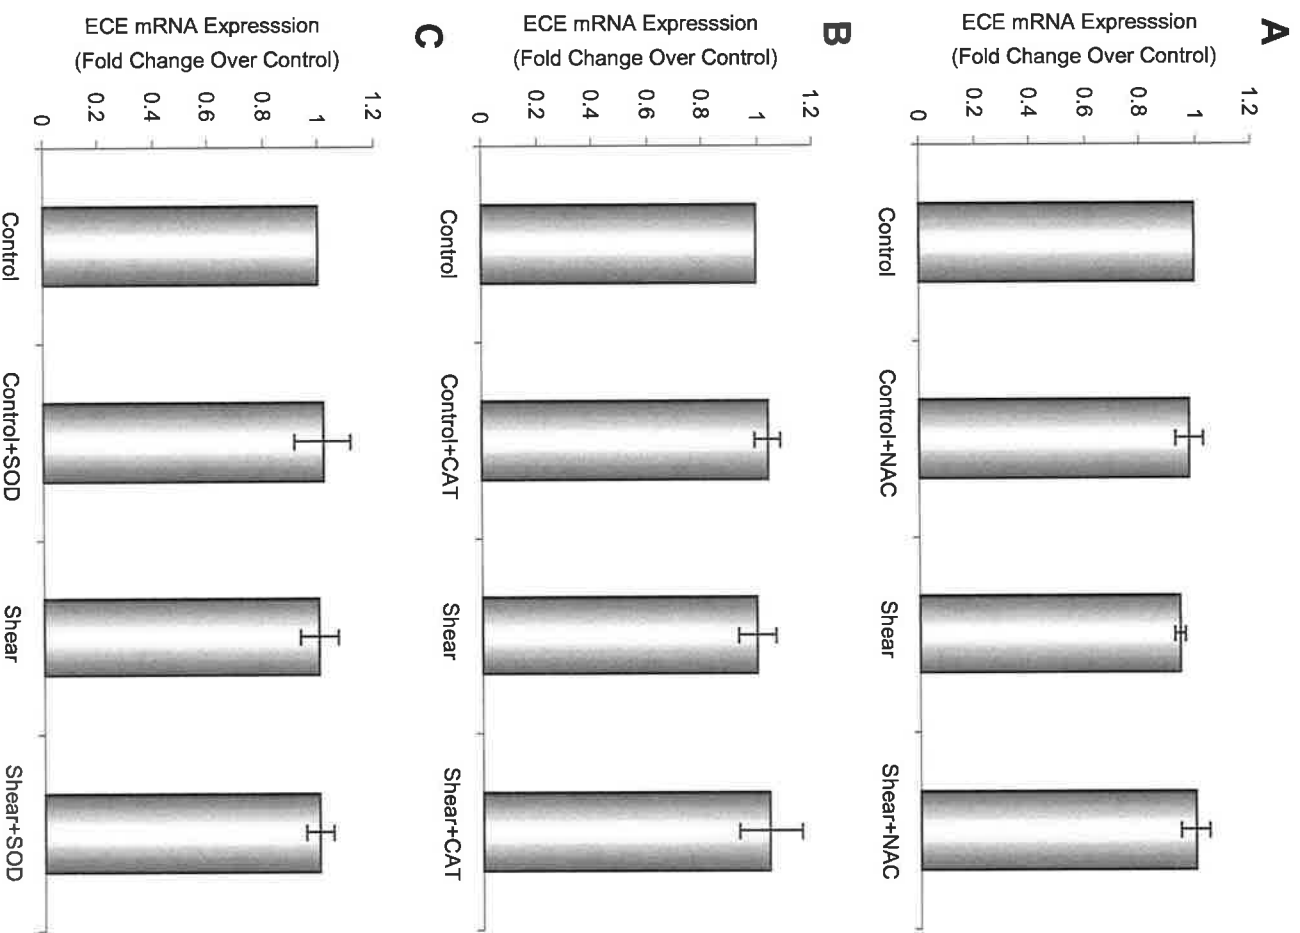 A
ECE mRNA Expresssion
(Fold Change Over Control)
1.2
1
0.8
0.6
0.4
0.2
0
Control
Control+NAC
Shear
Shear+NAC
B
ECE mRNA Expresssion
(Fold Change Over Control)
1.2
1
0.8
0.6
0.4
0.2
0
Control
Control+CAT
Shear
Shear+CAT
C
ECE mRNA Expresssion
(Fold Change Over Control)
1.2
1
0.8
0.6
0.4
0.2
0
Control
Control+SOD
Shear
Shear+SOD